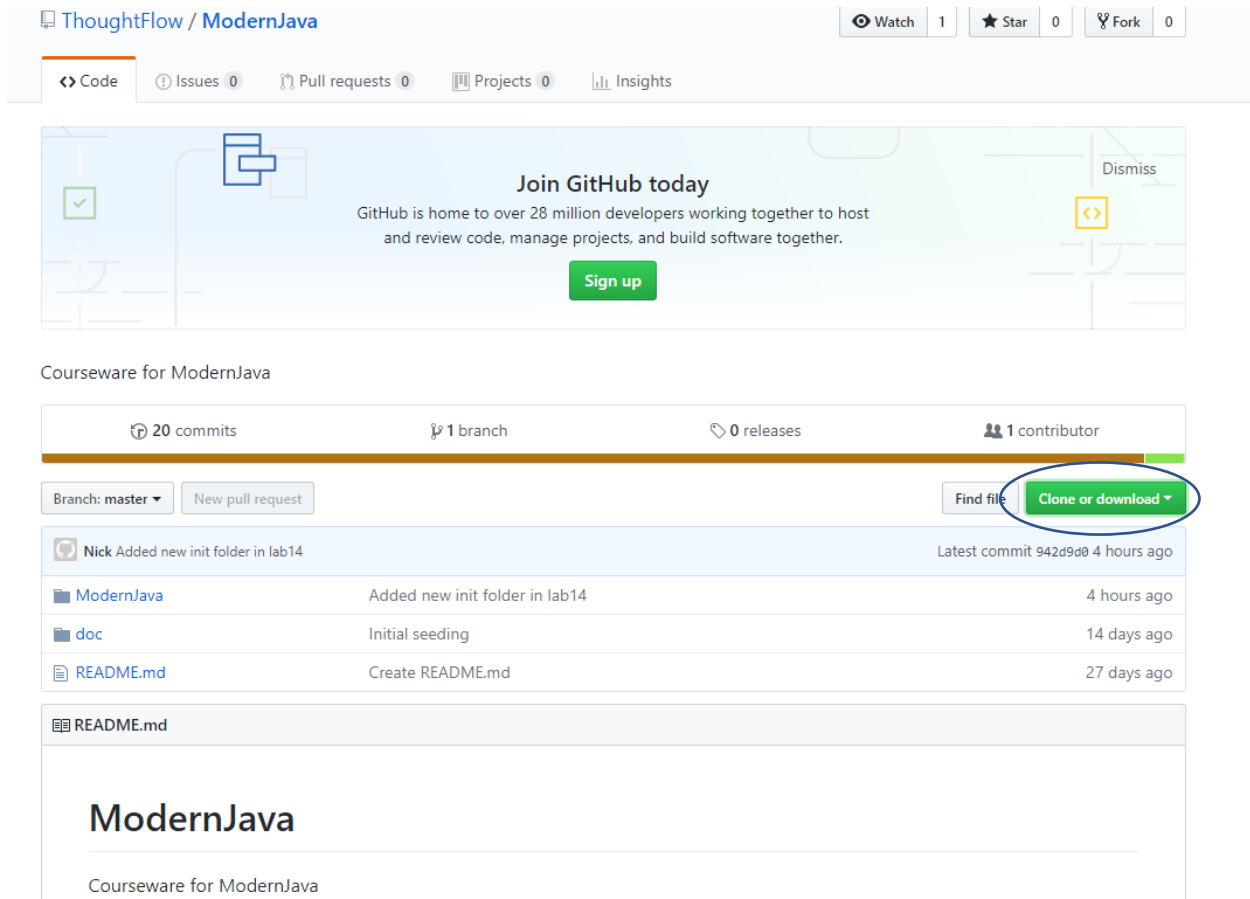 ThoughtFlow / ModernJava
Watch 1 Star 0 Fork 0
Code Issues 0 Pull requests 0 Projects 0 Insights
Dismiss
Join GitHub today
GitHub is home to over 28 million developers working together to host
and review code, manage projects, and build software together.
Sign up
Courseware for ModernJava
20 commits 1 branch 0 releases 1 contributor
Branch: master New pull request Find file Clone or download
Nick Added new init folder in lab14 Latest commit 942d9d0 4 hours ago
ModernJava Added new init folder in lab14 4 hours ago
doc Initial seeding 14 days ago
README.md Create README.md 27 days ago
README.md
ModernJava
Courseware for ModernJava